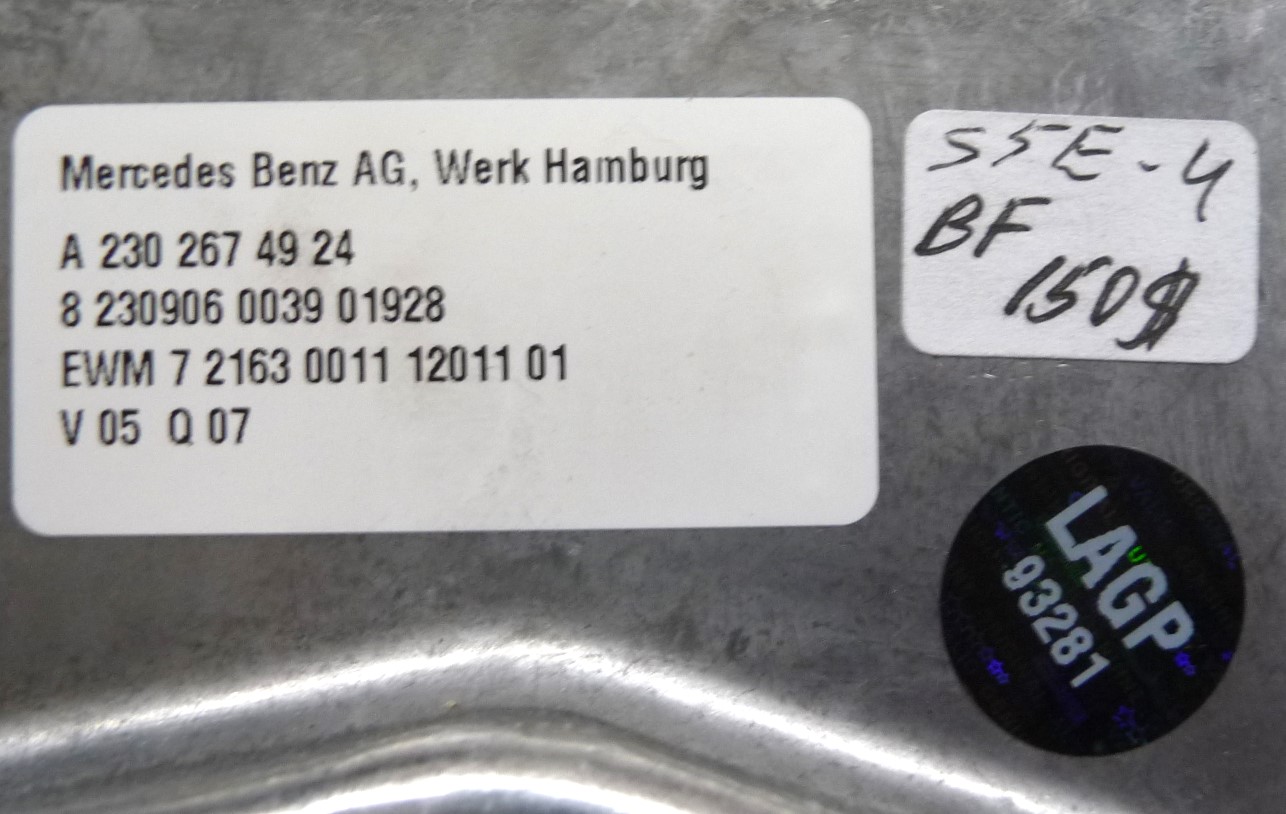 Mercedes Benz AG, Werk Hamburg
A 230 267 49 24
8 230906 0039 01928
EWM 7 2163 0011 12011 01
V 05 Q 07
S5E-4
BF
150$
LAGP
93281